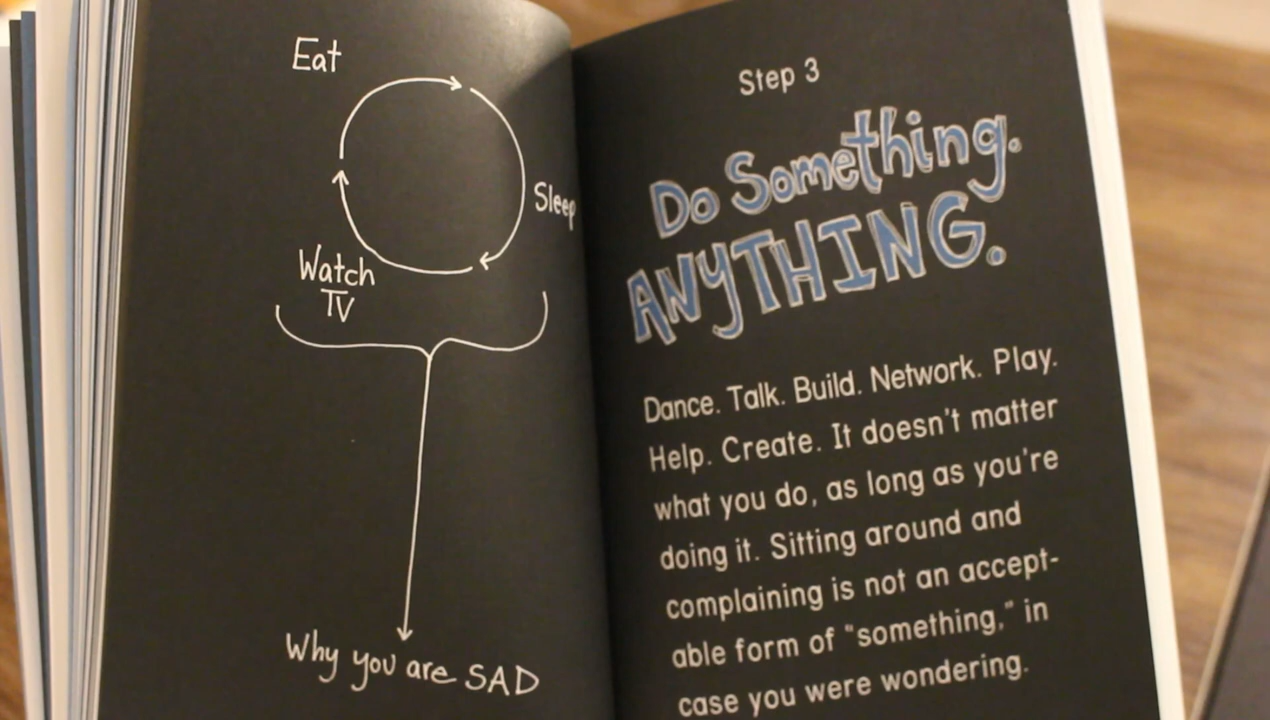 Eat
Sleep
Watch
TV
Why you are SAD
Step 3
Do Something.
ANYTHING.
Dance. Talk. Build. Network. Play.
Help. Create. It doesn't matter
what you do, as long as you're
doing it. Sitting around and
complaining is not an accept-
able form of "something," in
case you were wondering.